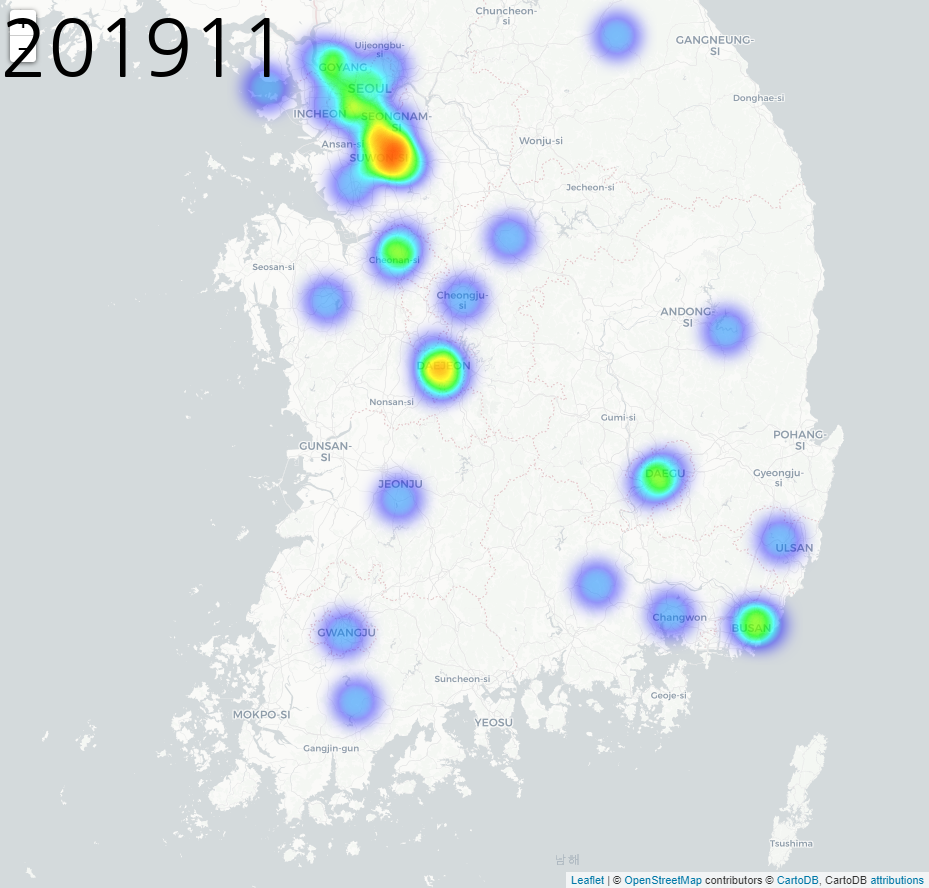 201911
+
−
Chuncheon-
si
GANGNEUNG-
SI
Uijeongbu-
si
GOYANG
SEOUL
Donghae-si
INCHEON
SEONGNAM-
SI
Ansan-si
Wonju-si
SUWON-SI
Jecheon-si
Cheonan-si
Seosan-si
Cheongju-
si
ANDONG-
SI
DAEJEON
Nonsan-si
Gumi-si
GUNSAN-
SI
POHANG-
SI
DAEGU
Gyeongju-
si
JEONJU
ULSAN
Changwon
BUSAN
GWANGJU
Suncheon-si
Geoje-si
MOKPO-SI
YEOSU
Gangjin-gun
Tsushima
남해
Leaflet | © OpenStreetMap contributors © CartoDB, CartoDB attributions